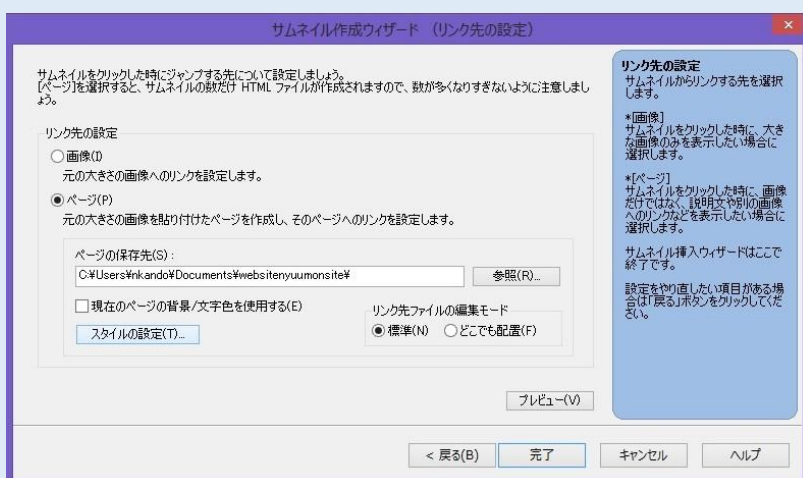 サムネイル作成ウィザード （リンク先の設定）
サムネイルをクリックした時にジャンプする先について設定しましょう。
[ページ]を選択すると、サムネイルの数だけ HTML ファイルが作成されますので、数が多くなりすぎないように注意しまし
ょう。
リンク先の設定
画像(I)
元の大きさの画像へのリンクを設定します。
ページ(P)
元の大きさの画像を貼り付けたページを作成し、そのページへのリンクを設定します。
ページの保存先(S)：
C:¥Users¥nkando¥Documents¥websitenyuumonsite¥
参照(R)...
現在のページの背景/文字色を使用する(E)
スタイルの設定(T)...
リンク先ファイルの編集モード
標準(N) どこでも配置(F)
プレビュー(V)
< 戻る(B)
完了
キャンセル
ヘルプ
リンク先の設定
サムネイルからリンクする先を選択
します。
*[画像]
サムネイルをクリックした時に、大き
な画像のみを表示したい場合に
選択します。
*[ページ]
サムネイルをクリックした時に、画像
だけではなく、説明文や別の画像
へのリンクなどを表示したい場合に
選択します。
サムネイル挿入ウィザードはここで
終了です。
設定をやり直したい項目がある場
合は「戻る」ボタンをクリックしてくだ
さい。